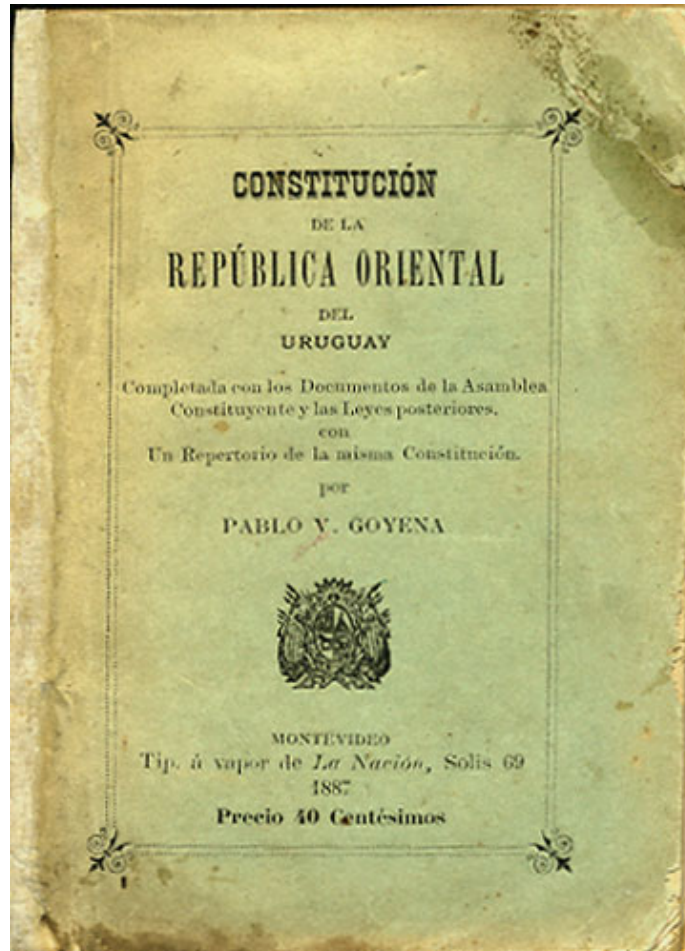 CONSTITUCIÓN
DE LA
REPÚBLICA ORIENTAL
DEL
URUGUAY
Completada con los Documentos de la Asamblea
Constituyente y las Leyes posteriores.
con
Un Repertorio de la misma Constitución.
por
PABLO V. GOYENA
MONTEVIDEO
Tip. á vapor de La Nación, Solis 69
1887
Precio 40 Centésimos